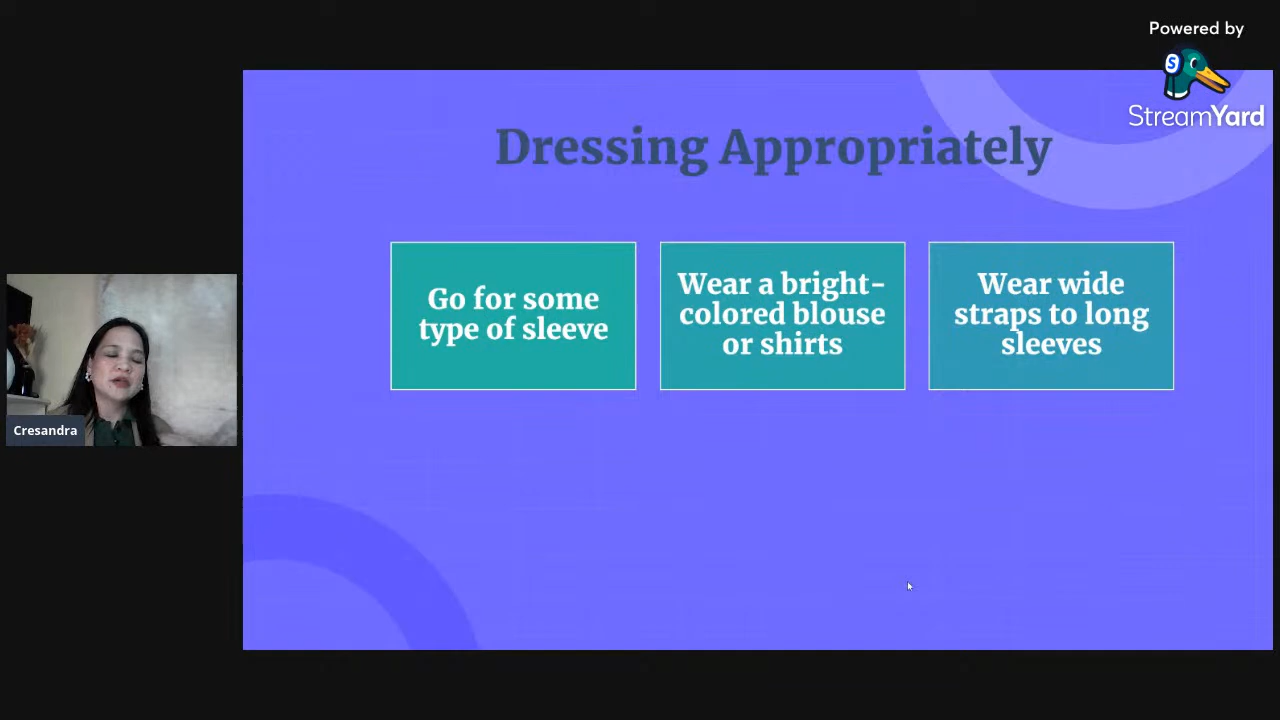 Powered by
S
StreamYard
Dressing Appropriately
Go for some
type of sleeve
Wear a bright-
colored blouse
or shirts
Wear wide
straps to long
sleeves
Cresandra